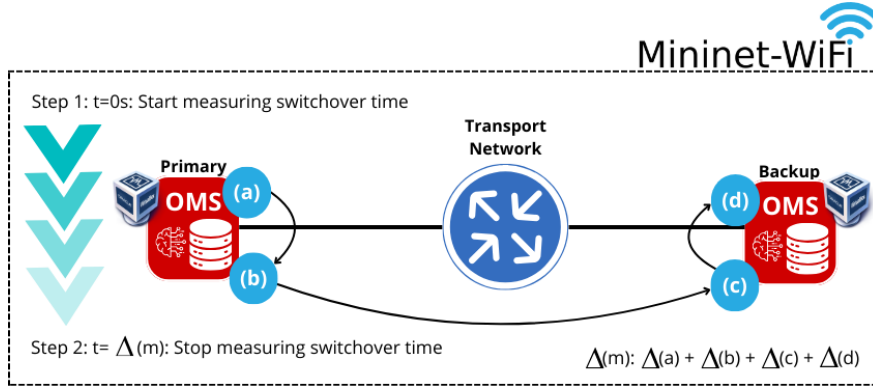 Mininet-WiFi
Step 1: t=0s: Start measuring switchover time
Transport
Network
Primary
Backup
(a)
(d)
OMS
OMS
(b)
(c)
Step 2: t= Δ(m): Stop measuring switchover time
Δ(m): Δ(a) + Δ(b) + Δ(c) + Δ(d)